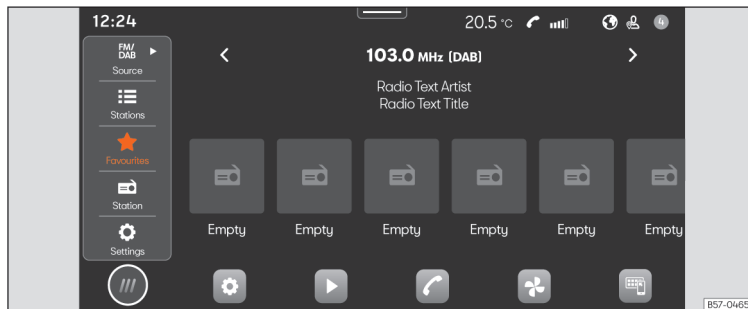 12:24
20.5 °C
4
FM/
DAB
Source
Stations
Favourites
Station
Settings
103.0 MHz (DAB)
Radio Text Artist
Radio Text Title
Empty
Empty
Empty
Empty
Empty
Empty
B57-0465